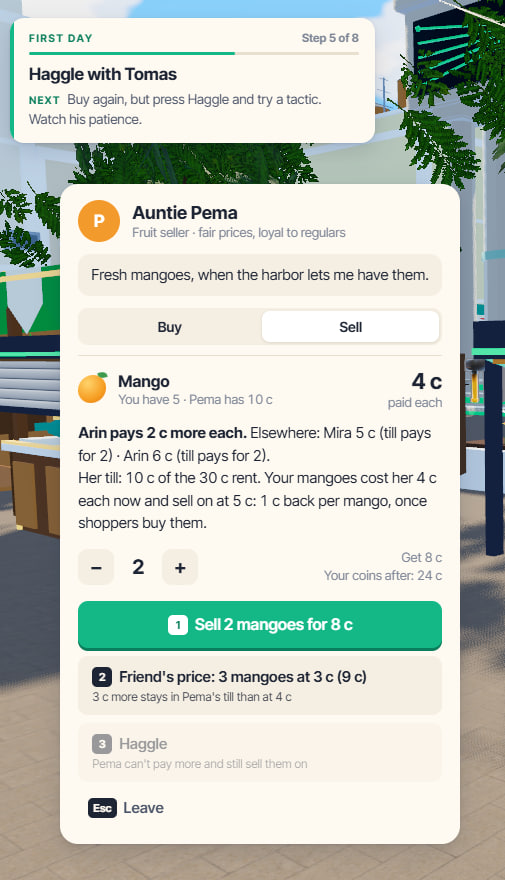 FIRST DAY
Step 5 of 8
Haggle with Tomas
NEXT Buy again, but press Haggle and try a tactic.
Watch his patience.
P
Auntie Pema
Fruit seller · fair prices, loyal to regulars
Fresh mangoes, when the harbor lets me have them.
Buy
Sell
Mango
4 c
You have 5 · Pema has 10 c
paid each
Arin pays 2 c more each. Elsewhere: Mira 5 c (till pays
for 2) · Arin 6 c (till pays for 2).
Her till: 10 c of the 30 c rent. Your mangoes cost her 4 c
each now and sell on at 5 c: 1 c back per mango, once
shoppers buy them.
− 2 +
Get 8 c
Your coins after: 24 c
1 Sell 2 mangoes for 8 c
2 Friend's price: 3 mangoes at 3 c (9 c)
3 c more stays in Pema's till than at 4 c
3 Haggle
Pema can't pay more and still sell them on
Esc Leave